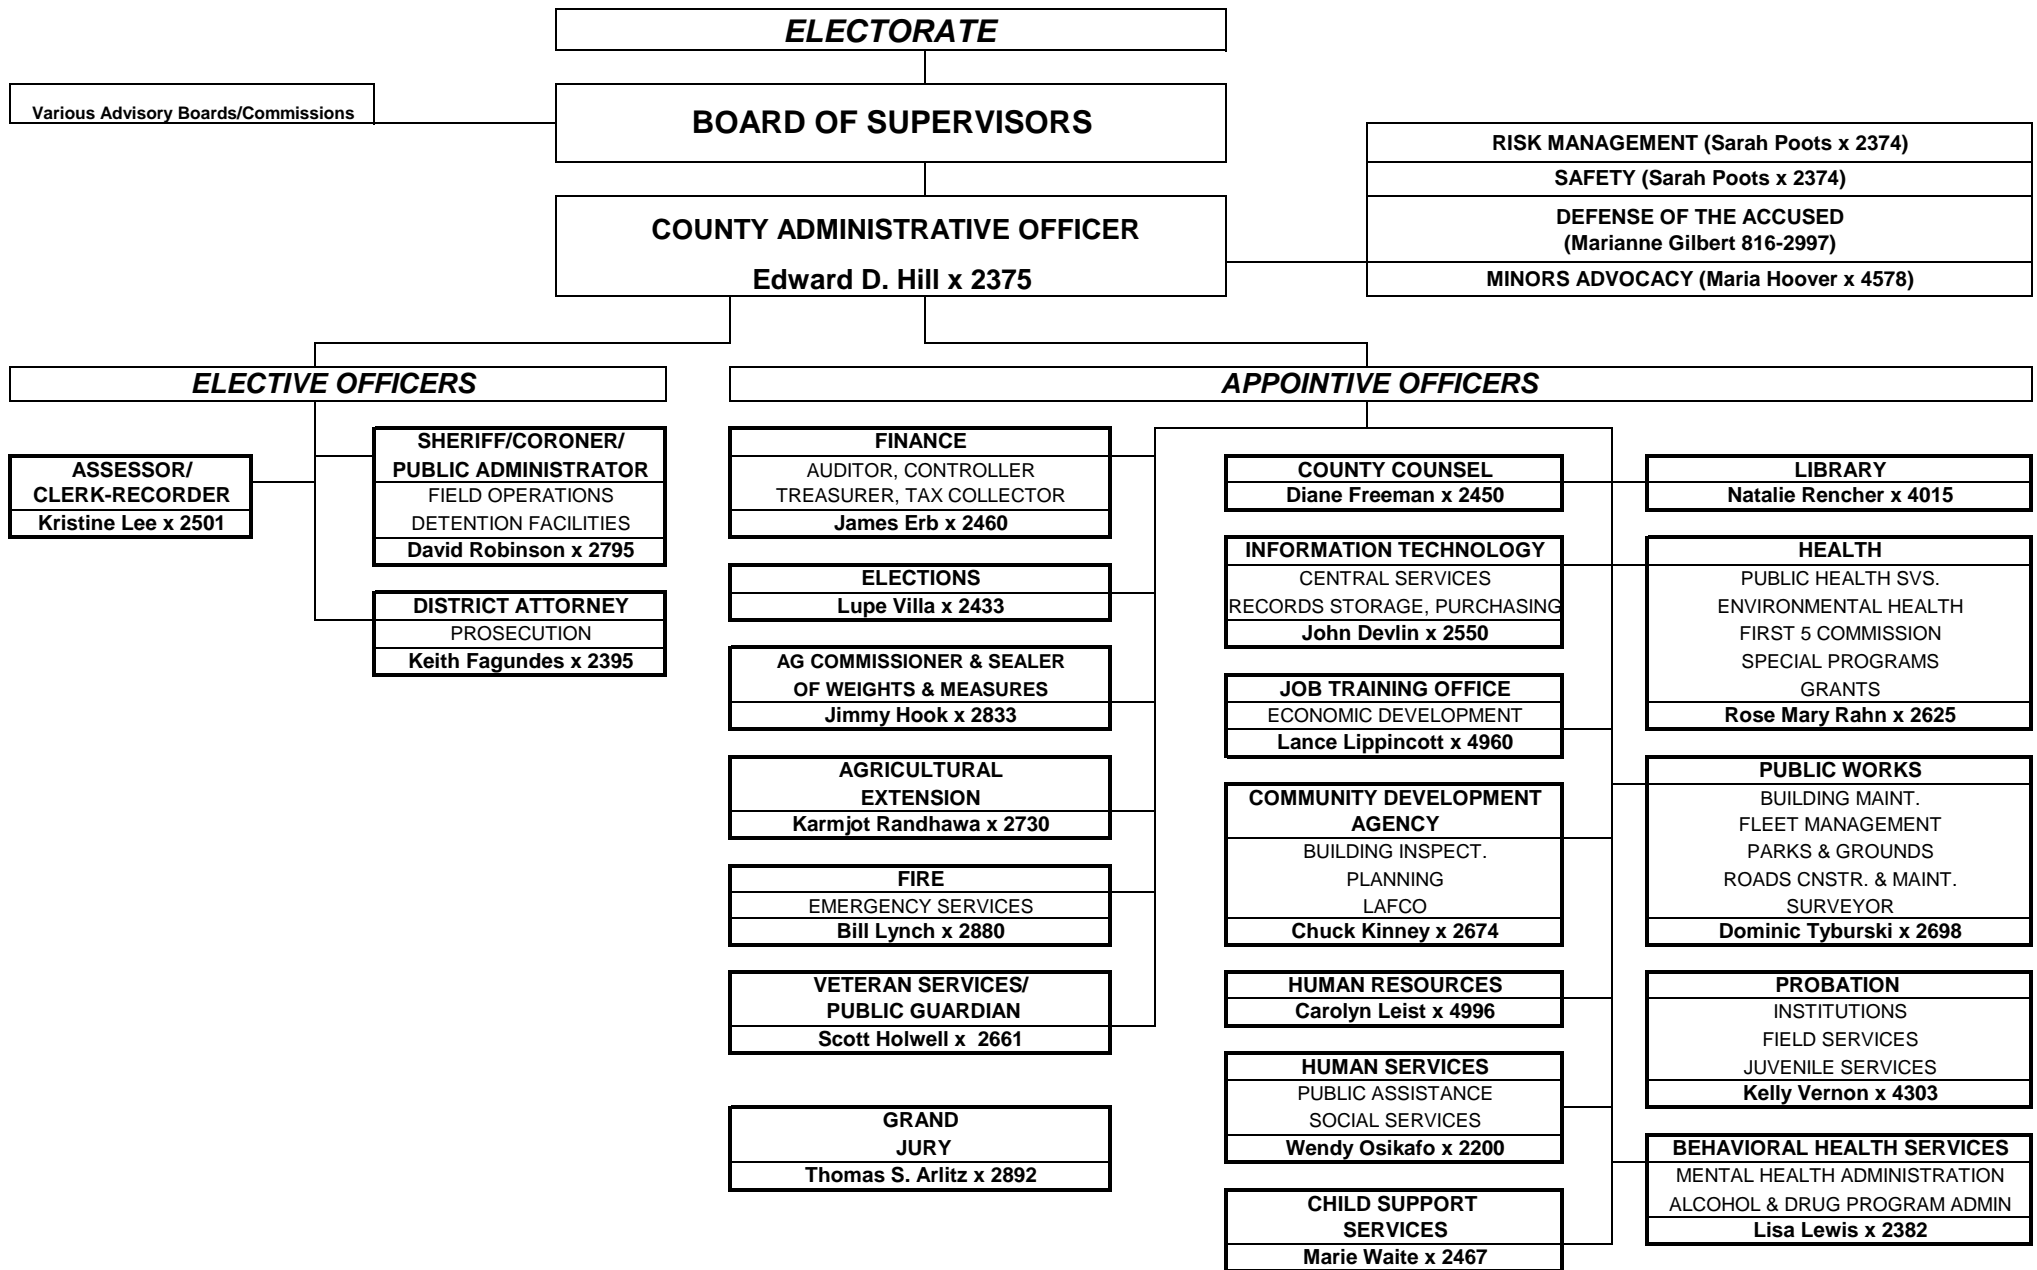 ELECTORATE
Various Advisory Boards/Commissions
BOARD OF SUPERVISORS
COUNTY ADMINISTRATIVE OFFICER
Edward D. Hill x 2375
RISK MANAGEMENT (Sarah Poots x 2374)
SAFETY (Sarah Poots x 2374)
DEFENSE OF THE ACCUSED
(Marianne Gilbert 816-2997)
MINORS ADVOCACY (Maria Hoover x 4578)
ELECTIVE OFFICERS
ASSESSOR/
CLERK-RECORDER
Kristine Lee x 2501
SHERIFF/CORONER/
PUBLIC ADMINISTRATOR
FIELD OPERATIONS
DETENTION FACILITIES
David Robinson x 2795
DISTRICT ATTORNEY
PROSECUTION
Keith Fagundes x 2395
APPOINTIVE OFFICERS
FINANCE
AUDITOR, CONTROLLER
TREASURER, TAX COLLECTOR
James Erb x 2460
ELECTIONS
Lupe Villa x 2433
AG COMMISSIONER & SEALER
OF WEIGHTS & MEASURES
Jimmy Hook x 2833
AGRICULTURAL
EXTENSION
Karmjot Randhawa x 2730
FIRE
EMERGENCY SERVICES
Bill Lynch x 2880
VETERAN SERVICES/
PUBLIC GUARDIAN
Scott Holwell x 2661
GRAND
JURY
Thomas S. Arlitz x 2892
COUNTY COUNSEL
Diane Freeman x 2450
INFORMATION TECHNOLOGY
CENTRAL SERVICES
RECORDS STORAGE, PURCHASING
John Devlin x 2550
JOB TRAINING OFFICE
ECONOMIC DEVELOPMENT
Lance Lippincott x 4960
COMMUNITY DEVELOPMENT
AGENCY
BUILDING INSPECT.
PLANNING
LAFCO
Chuck Kinney x 2674
HUMAN RESOURCES
Carolyn Leist x 4996
HUMAN SERVICES
PUBLIC ASSISTANCE
SOCIAL SERVICES
Wendy Osikafo x 2200
CHILD SUPPORT
SERVICES
Marie Waite x 2467
LIBRARY
Natalie Rencher x 4015
HEALTH
PUBLIC HEALTH SVS.
ENVIRONMENTAL HEALTH
FIRST 5 COMMISSION
SPECIAL PROGRAMS
GRANTS
Rose Mary Rahn x 2625
PUBLIC WORKS
BUILDING MAINT.
FLEET MANAGEMENT
PARKS & GROUNDS
ROADS CNSTR. & MAINT.
SURVEYOR
Dominic Tyburski x 2698
PROBATION
INSTITUTIONS
FIELD SERVICES
JUVENILE SERVICES
Kelly Vernon x 4303
BEHAVIORAL HEALTH SERVICES
MENTAL HEALTH ADMINISTRATION
ALCOHOL & DRUG PROGRAM ADMIN
Lisa Lewis x 2382